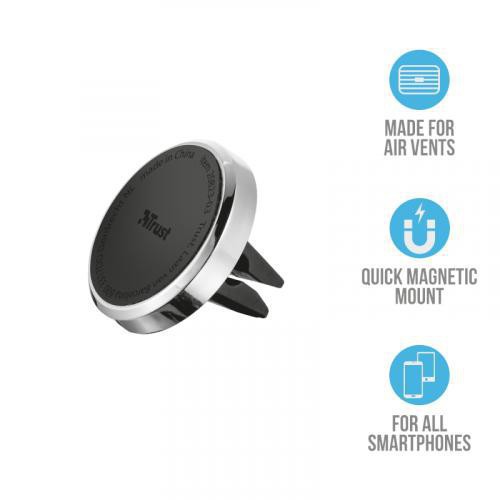 made in China
Trust
MADE FOR
AIR VENTS
QUICK MAGNETIC
MOUNT
FOR ALL
SMARTPHONES